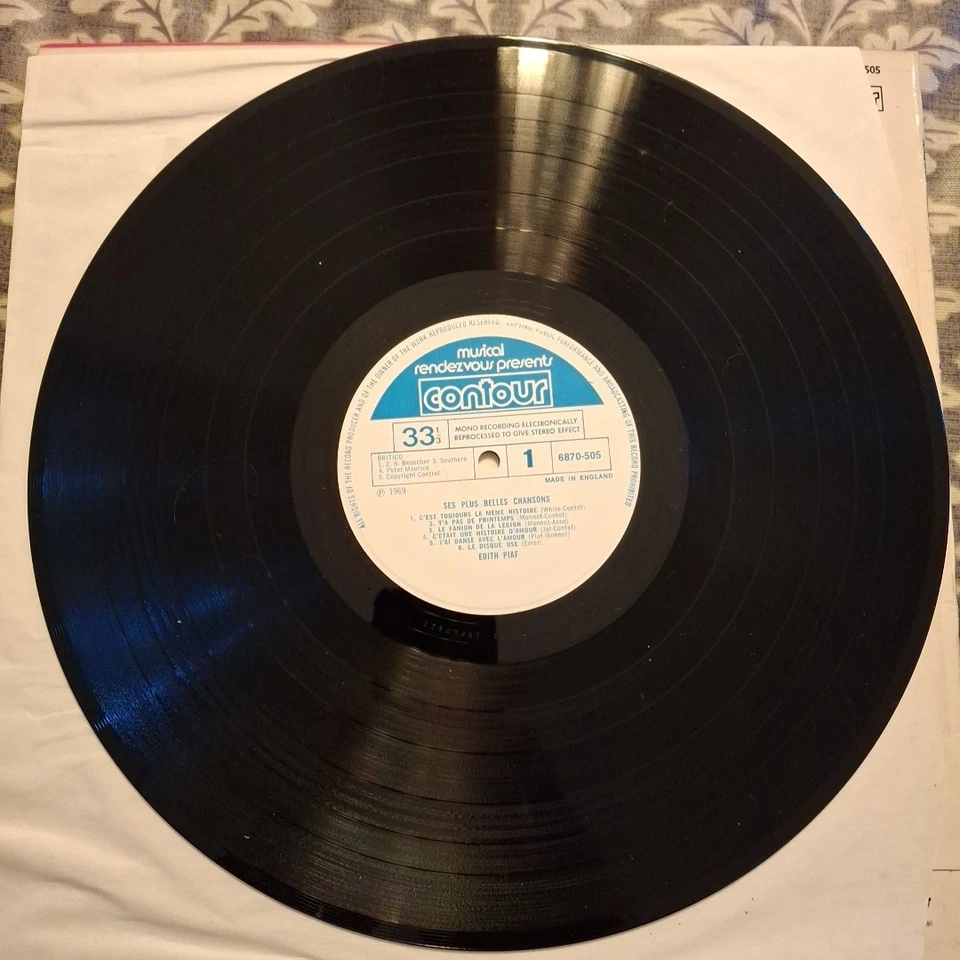 505
?
ALL RIGHTS OF THE RECORD PRODUCER AND OF THE OWNER OF THE WORK REPRODUCED RESERVED. COPYING, PUBLIC PERFORMANCE AND BROADCASTING OF THIS RECORD PROHIBITED
musical
rendezvous presents
contour
33 1/3
MONO RECORDING ELECTRONICALLY
REPROCESSED TO GIVE STEREO EFFECT
BRITICO
1, 2, 6. Beuscher 3. Southern
4. Peter Maurice
5. Copyright Control
1
6870-505
MADE IN ENGLAND
℗ 1969
SES PLUS BELLES CHANSONS
1. C'EST TOUJOURS LA MEME HISTOIRE (White-Contet)
2. Y'A PAS DE PRINTEMPS (Monnot-Contet)
3. LE FANION DE LA LEGION (Monnot-Asso)
4. C'ETAIT UNE HISTOIRE D'AMOUR (Jal-Contet)
5. J'AI DANSE AVEC L'AMOUR (Piaf-Monnot)
6. LE DISQUE USE (Emer)
EDITH PIAF